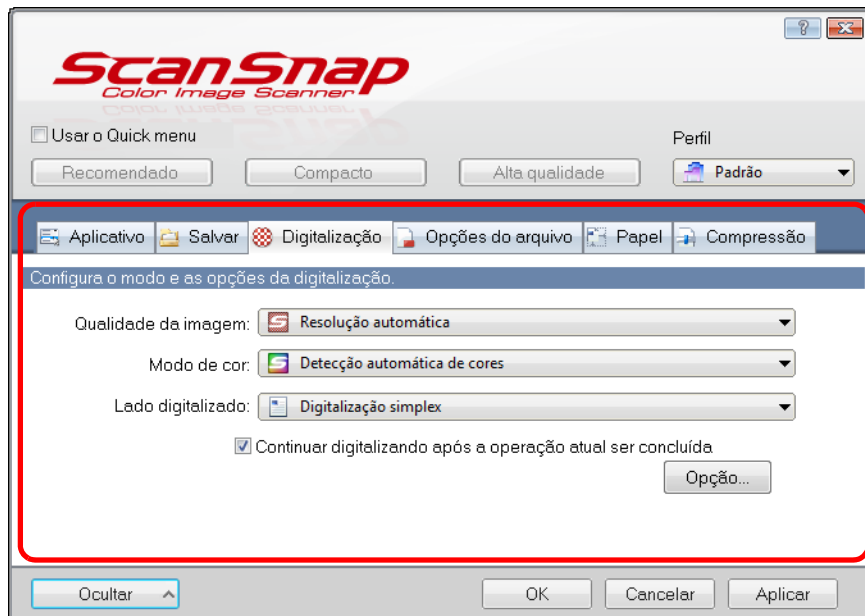 ?
ScanSnap
Color Image Scanner
Usar o Quick menu
Perfil
Recomendado Compacto Alta qualidade Padrão
Aplicativo Salvar Digitalização Opções do arquivo Papel Compressão
Configura o modo e as opções da digitalização.
Qualidade da imagem: Resolução automática
Modo de cor: Detecção automática de cores
Lado digitalizado: Digitalização simplex
Continuar digitalizando após a operação atual ser concluída
Opção...
Ocultar OK Cancelar Aplicar